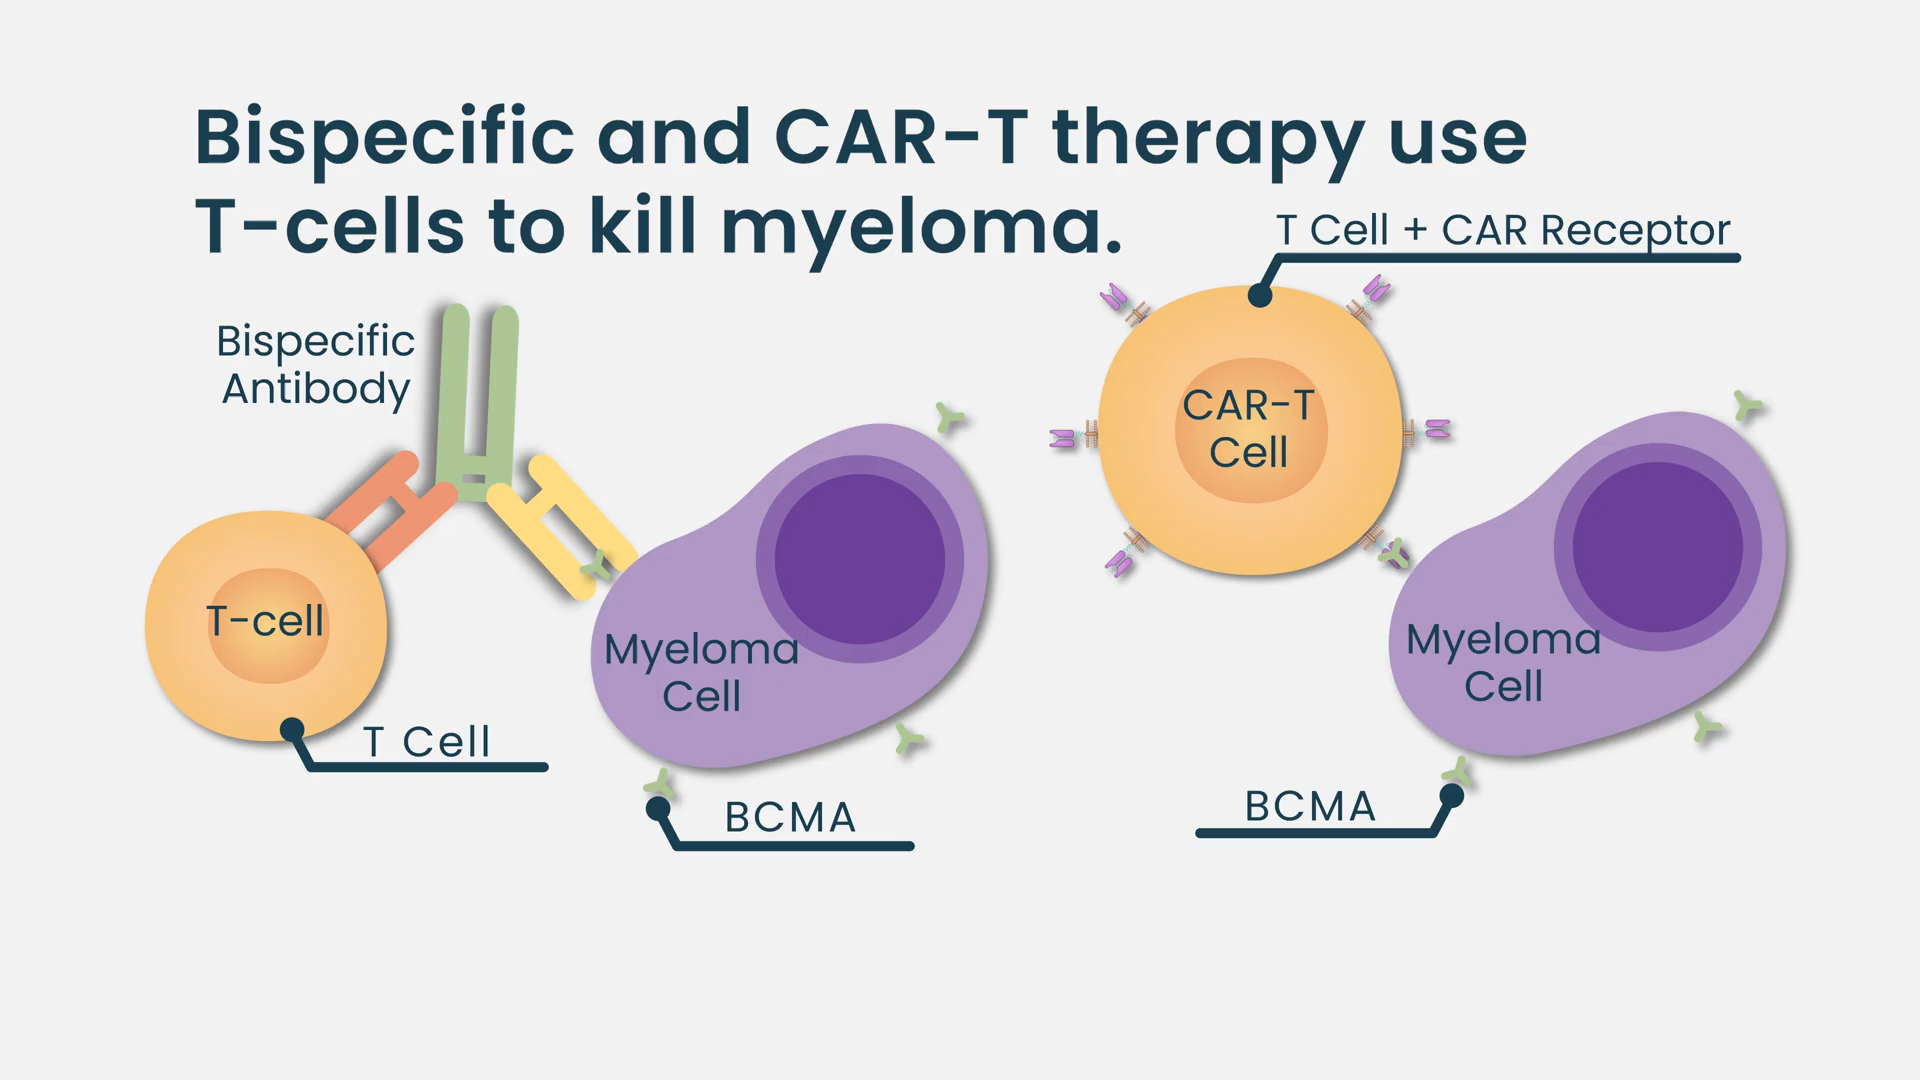 Bispecific and CAR-T therapy use
T-cells to kill myeloma.
T Cell + CAR Receptor
Bispecific
Antibody
T-cell
T Cell
Myeloma
Cell
BCMA
CAR-T
Cell
Myeloma
Cell
BCMA